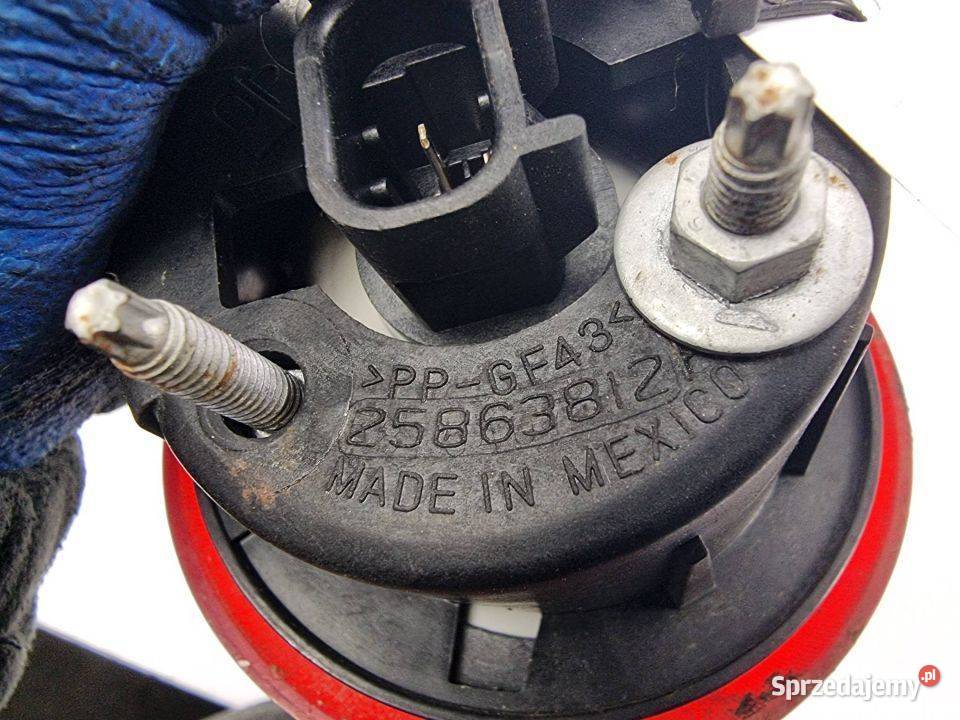 >PP-GF43<
25863812
MADE IN MEXICO
Sprzedajemy.pl